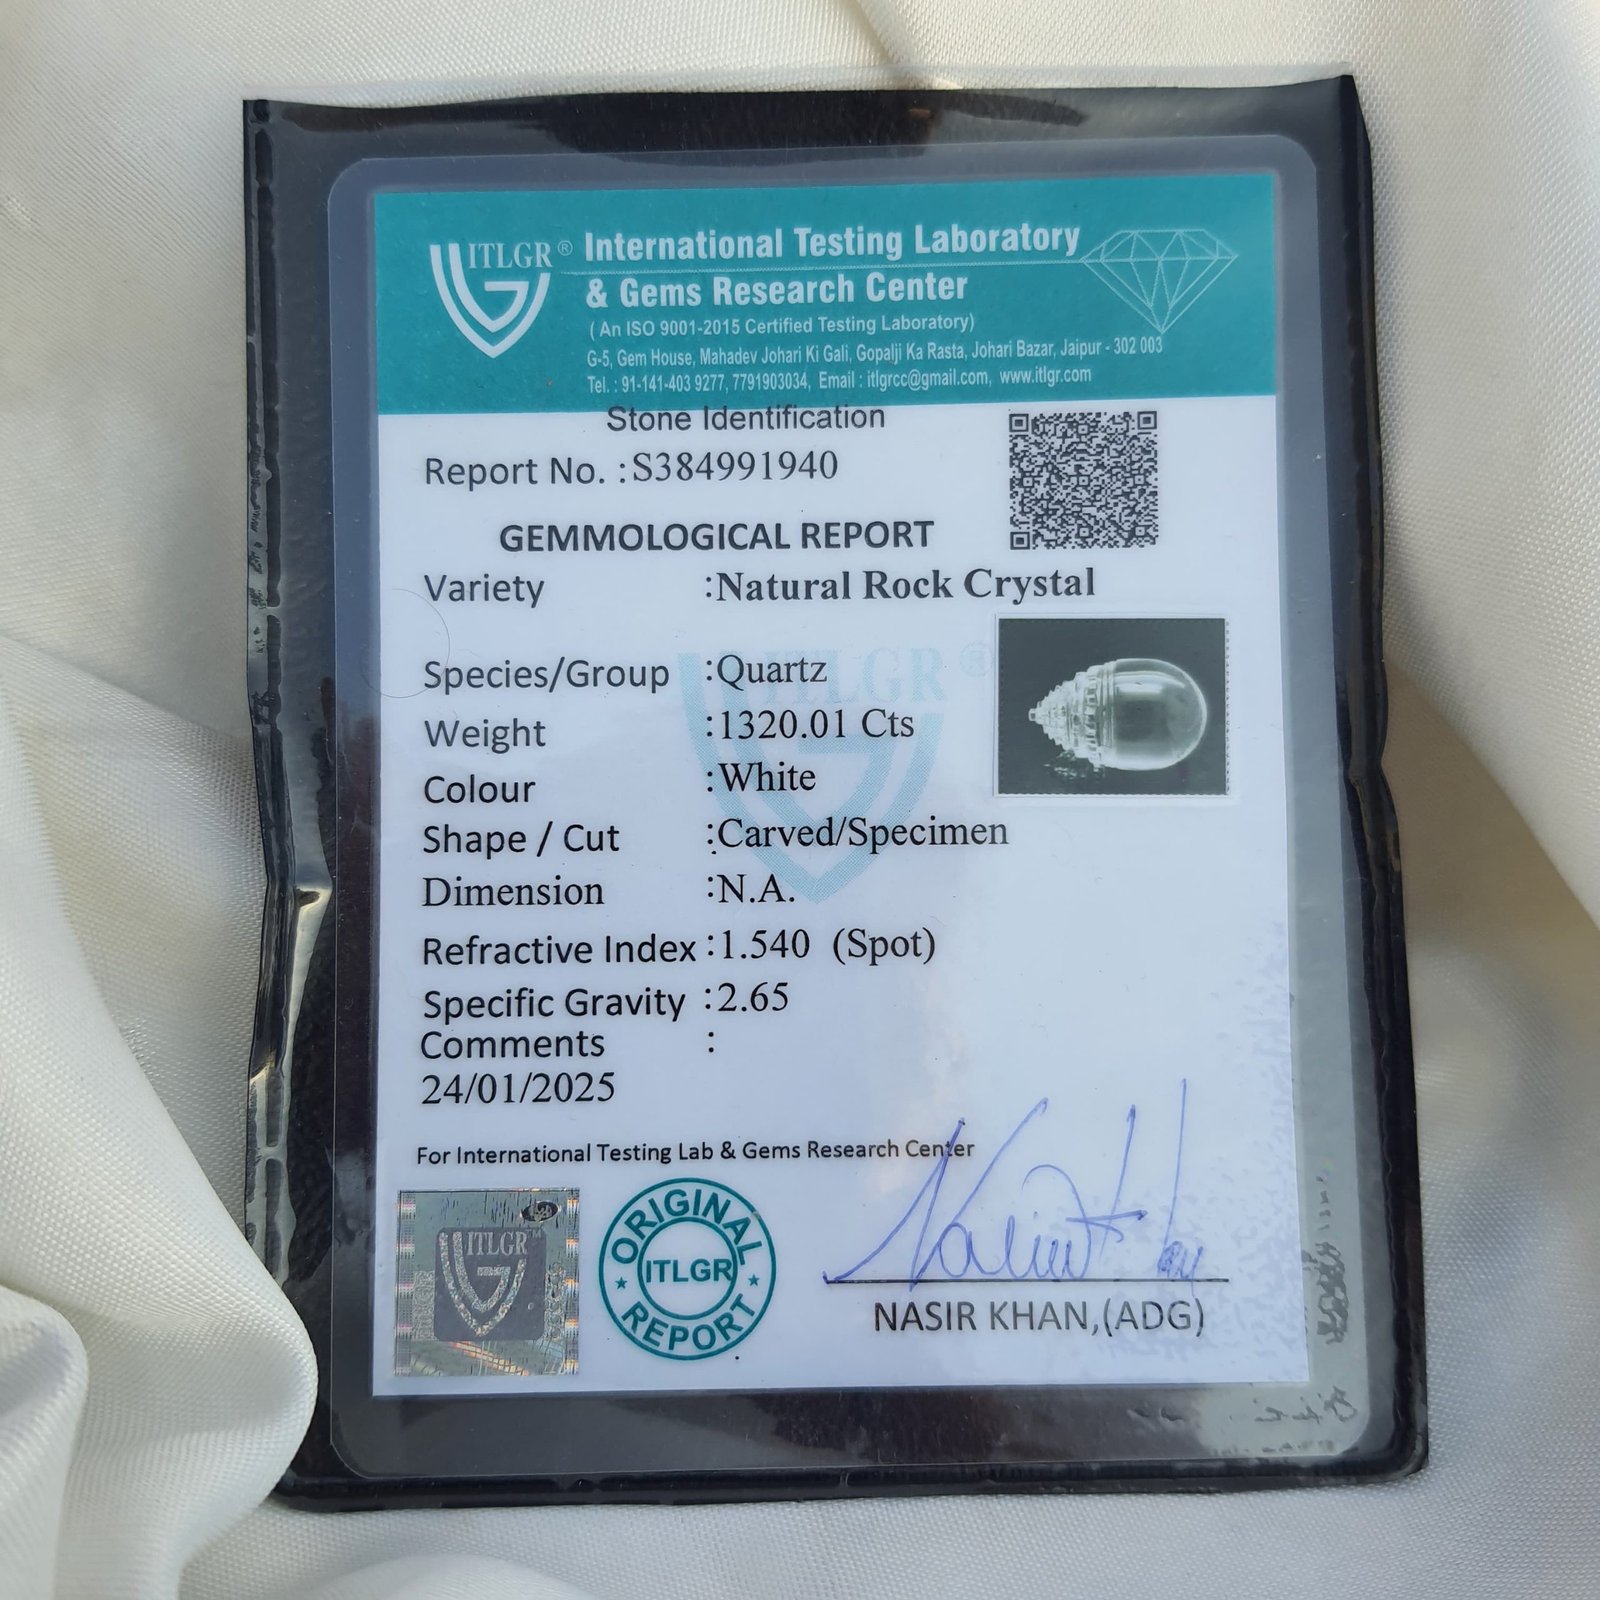 ITLGR®
International Testing Laboratory
& Gems Research Center
( An ISO 9001-2015 Certified Testing Laboratory)
G-5, Gem House, Mahadev Johari Ki Gali, Gopalji Ka Rasta, Johari Bazar, Jaipur - 302 003
Tel. : 91-141-403 9277, 7791903034, Email : itlgrcc@gmail.com, www.itlgr.com
Stone Identification
Report No. :S384991940
GEMMOLOGICAL REPORT
Variety :Natural Rock Crystal
ITLGR®
Species/Group :Quartz
Weight :1320.01 Cts
Colour :White
Shape / Cut :Carved/Specimen
Dimension :N.A.
Refractive Index :1.540 (Spot)
Specific Gravity :2.65
Comments :
24/01/2025
For International Testing Lab & Gems Research Center
ITLGR™
ORIGINAL
ITLGR
REPORT
NASIR KHAN,(ADG)